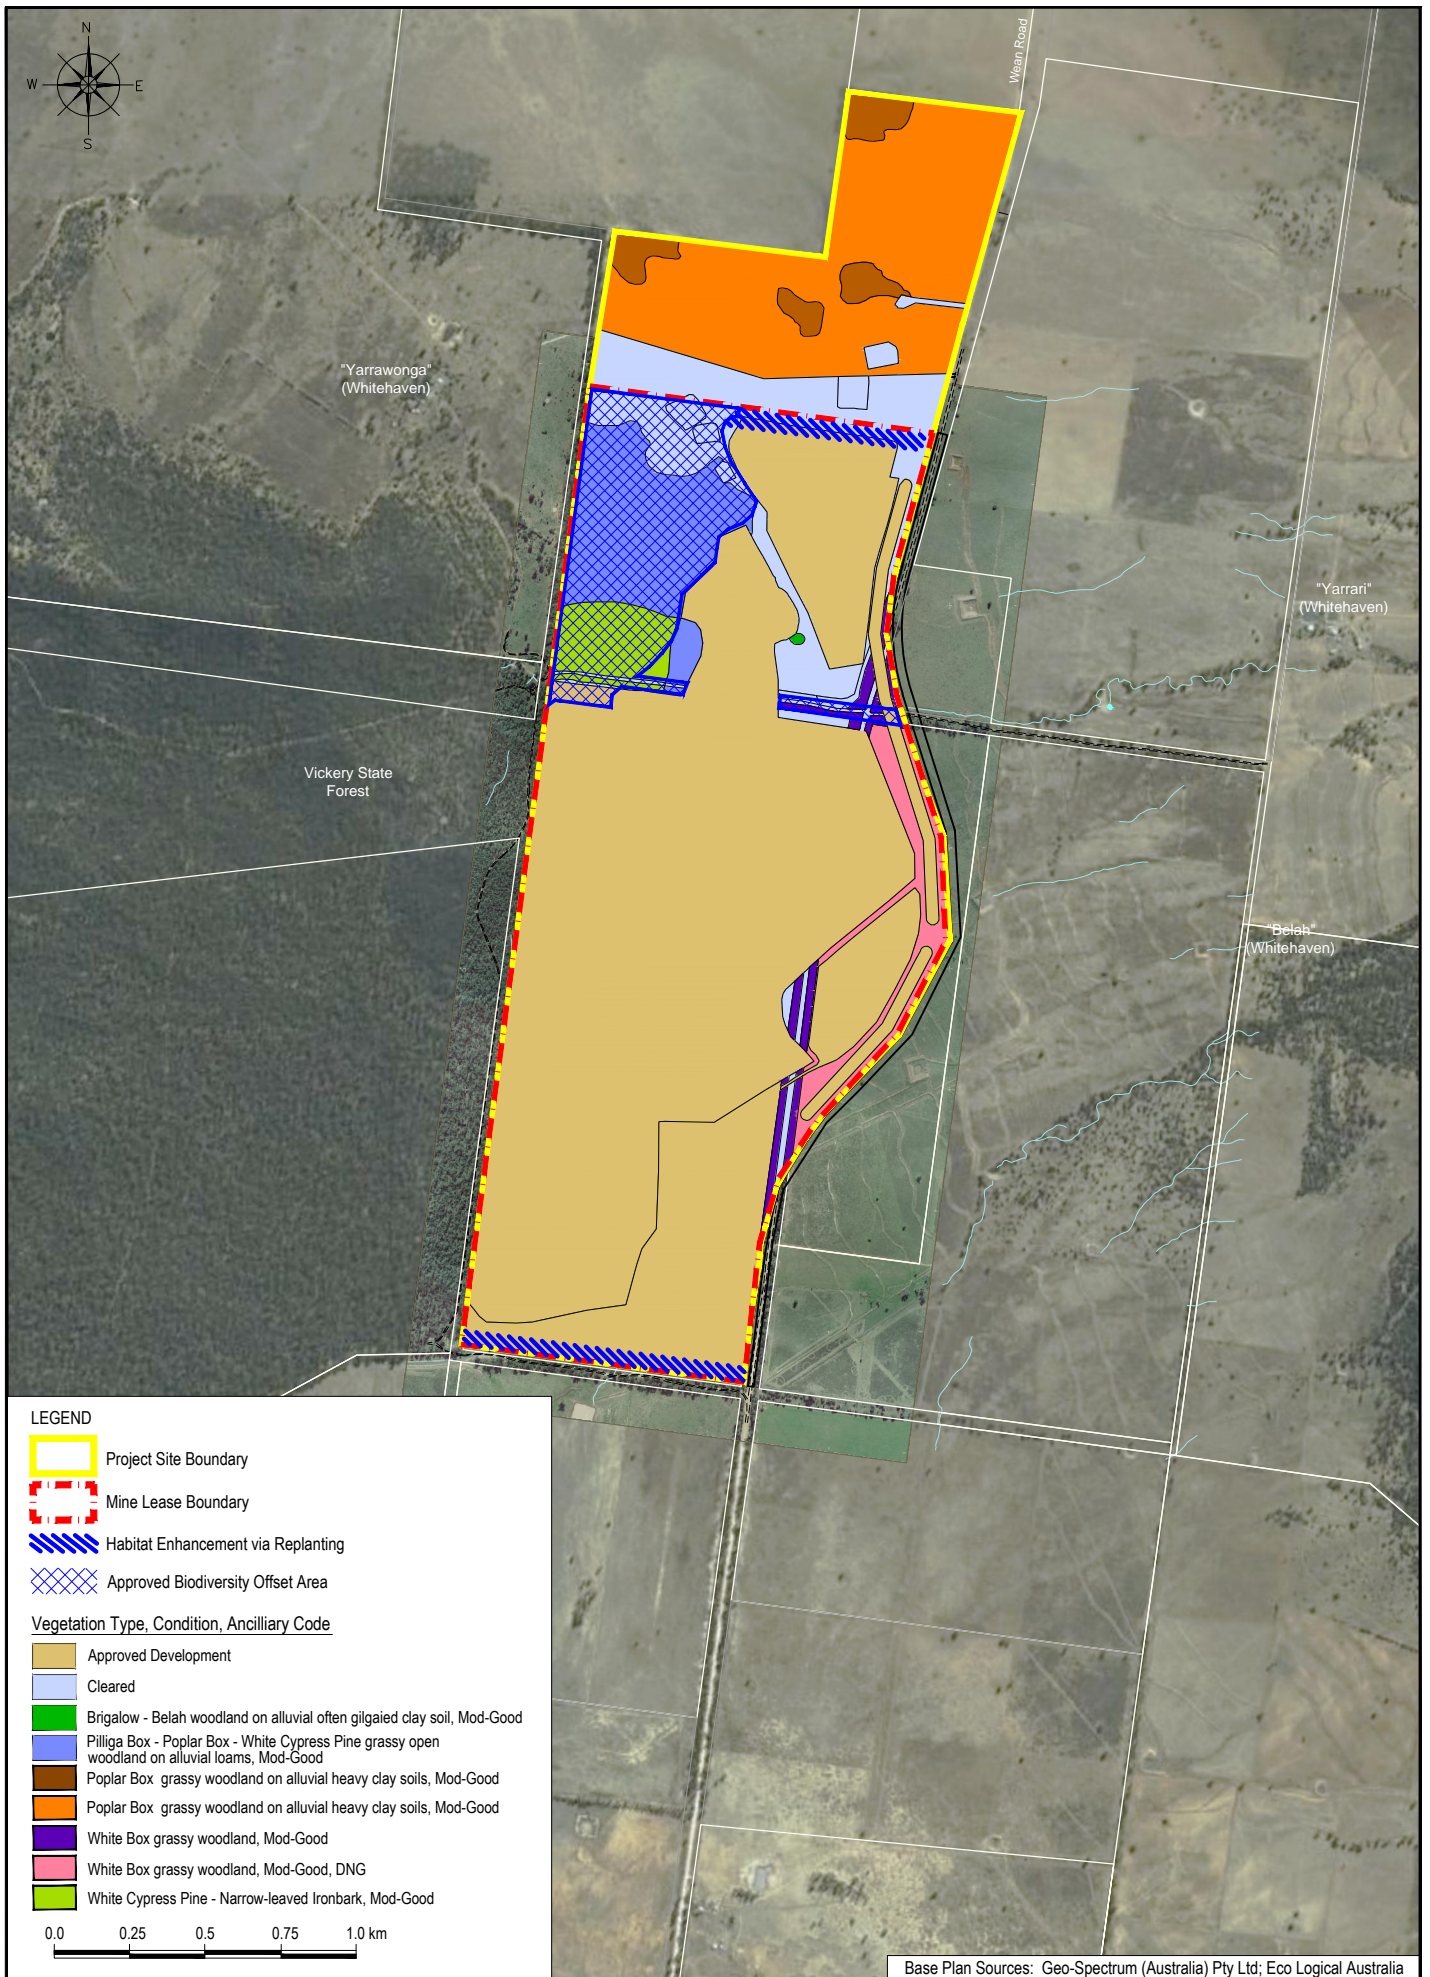 N
W
E
S
Wean Road
"Yarrawonga"
(Whitehaven)
"Yarrari"
(Whitehaven)
Vickery State
Forest
"Belah"
(Whitehaven)
LEGEND
Project Site Boundary
Mine Lease Boundary
Habitat Enhancement via Replanting
Approved Biodiversity Offset Area
Vegetation Type, Condition, Ancilliary Code
Approved Development
Cleared
Brigalow - Belah woodland on alluvial often gilgaied clay soil, Mod-Good
Pilliga Box - Poplar Box - White Cypress Pine grassy open
woodland on alluvial loams, Mod-Good
Poplar Box grassy woodland on alluvial heavy clay soils, Mod-Good
Poplar Box grassy woodland on alluvial heavy clay soils, Mod-Good
White Box grassy woodland, Mod-Good
White Box grassy woodland, Mod-Good, DNG
White Cypress Pine - Narrow-leaved Ironbark, Mod-Good
0.0 0.25 0.5 0.75 1.0 km
Base Plan Sources: Geo-Spectrum (Australia) Pty Ltd; Eco Logical Australia